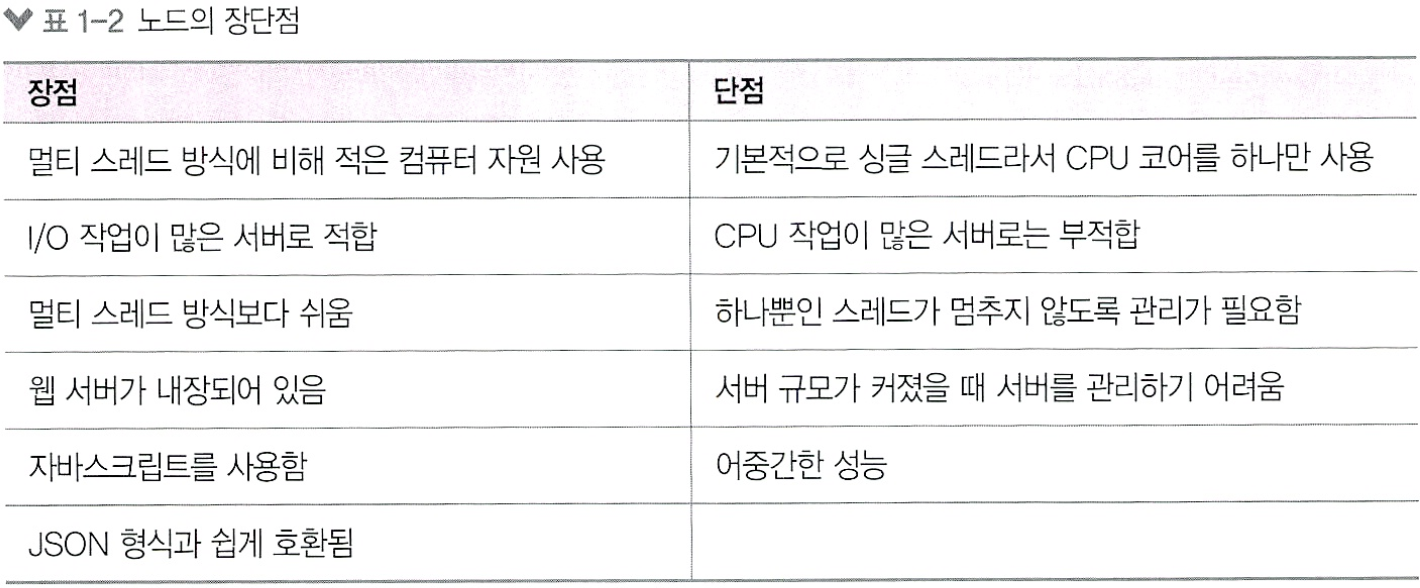 표 1-2 노드의 장단점
장점 단점
멀티 스레드 방식에 비해 적은 컴퓨터 자원 사용 기본적으로 싱글 스레드라서 CPU 코어를 하나만 사용
I/O 작업이 많은 서버로 적합 CPU 작업이 많은 서버로는 부적합
멀티 스레드 방식보다 쉬움 하나뿐인 스레드가 멈추지 않도록 관리가 필요함
웹 서버가 내장되어 있음 서버 규모가 커졌을 때 서버를 관리하기 어려움
자바스크립트를 사용함 어중간한 성능
JSON 형식과 쉽게 호환됨